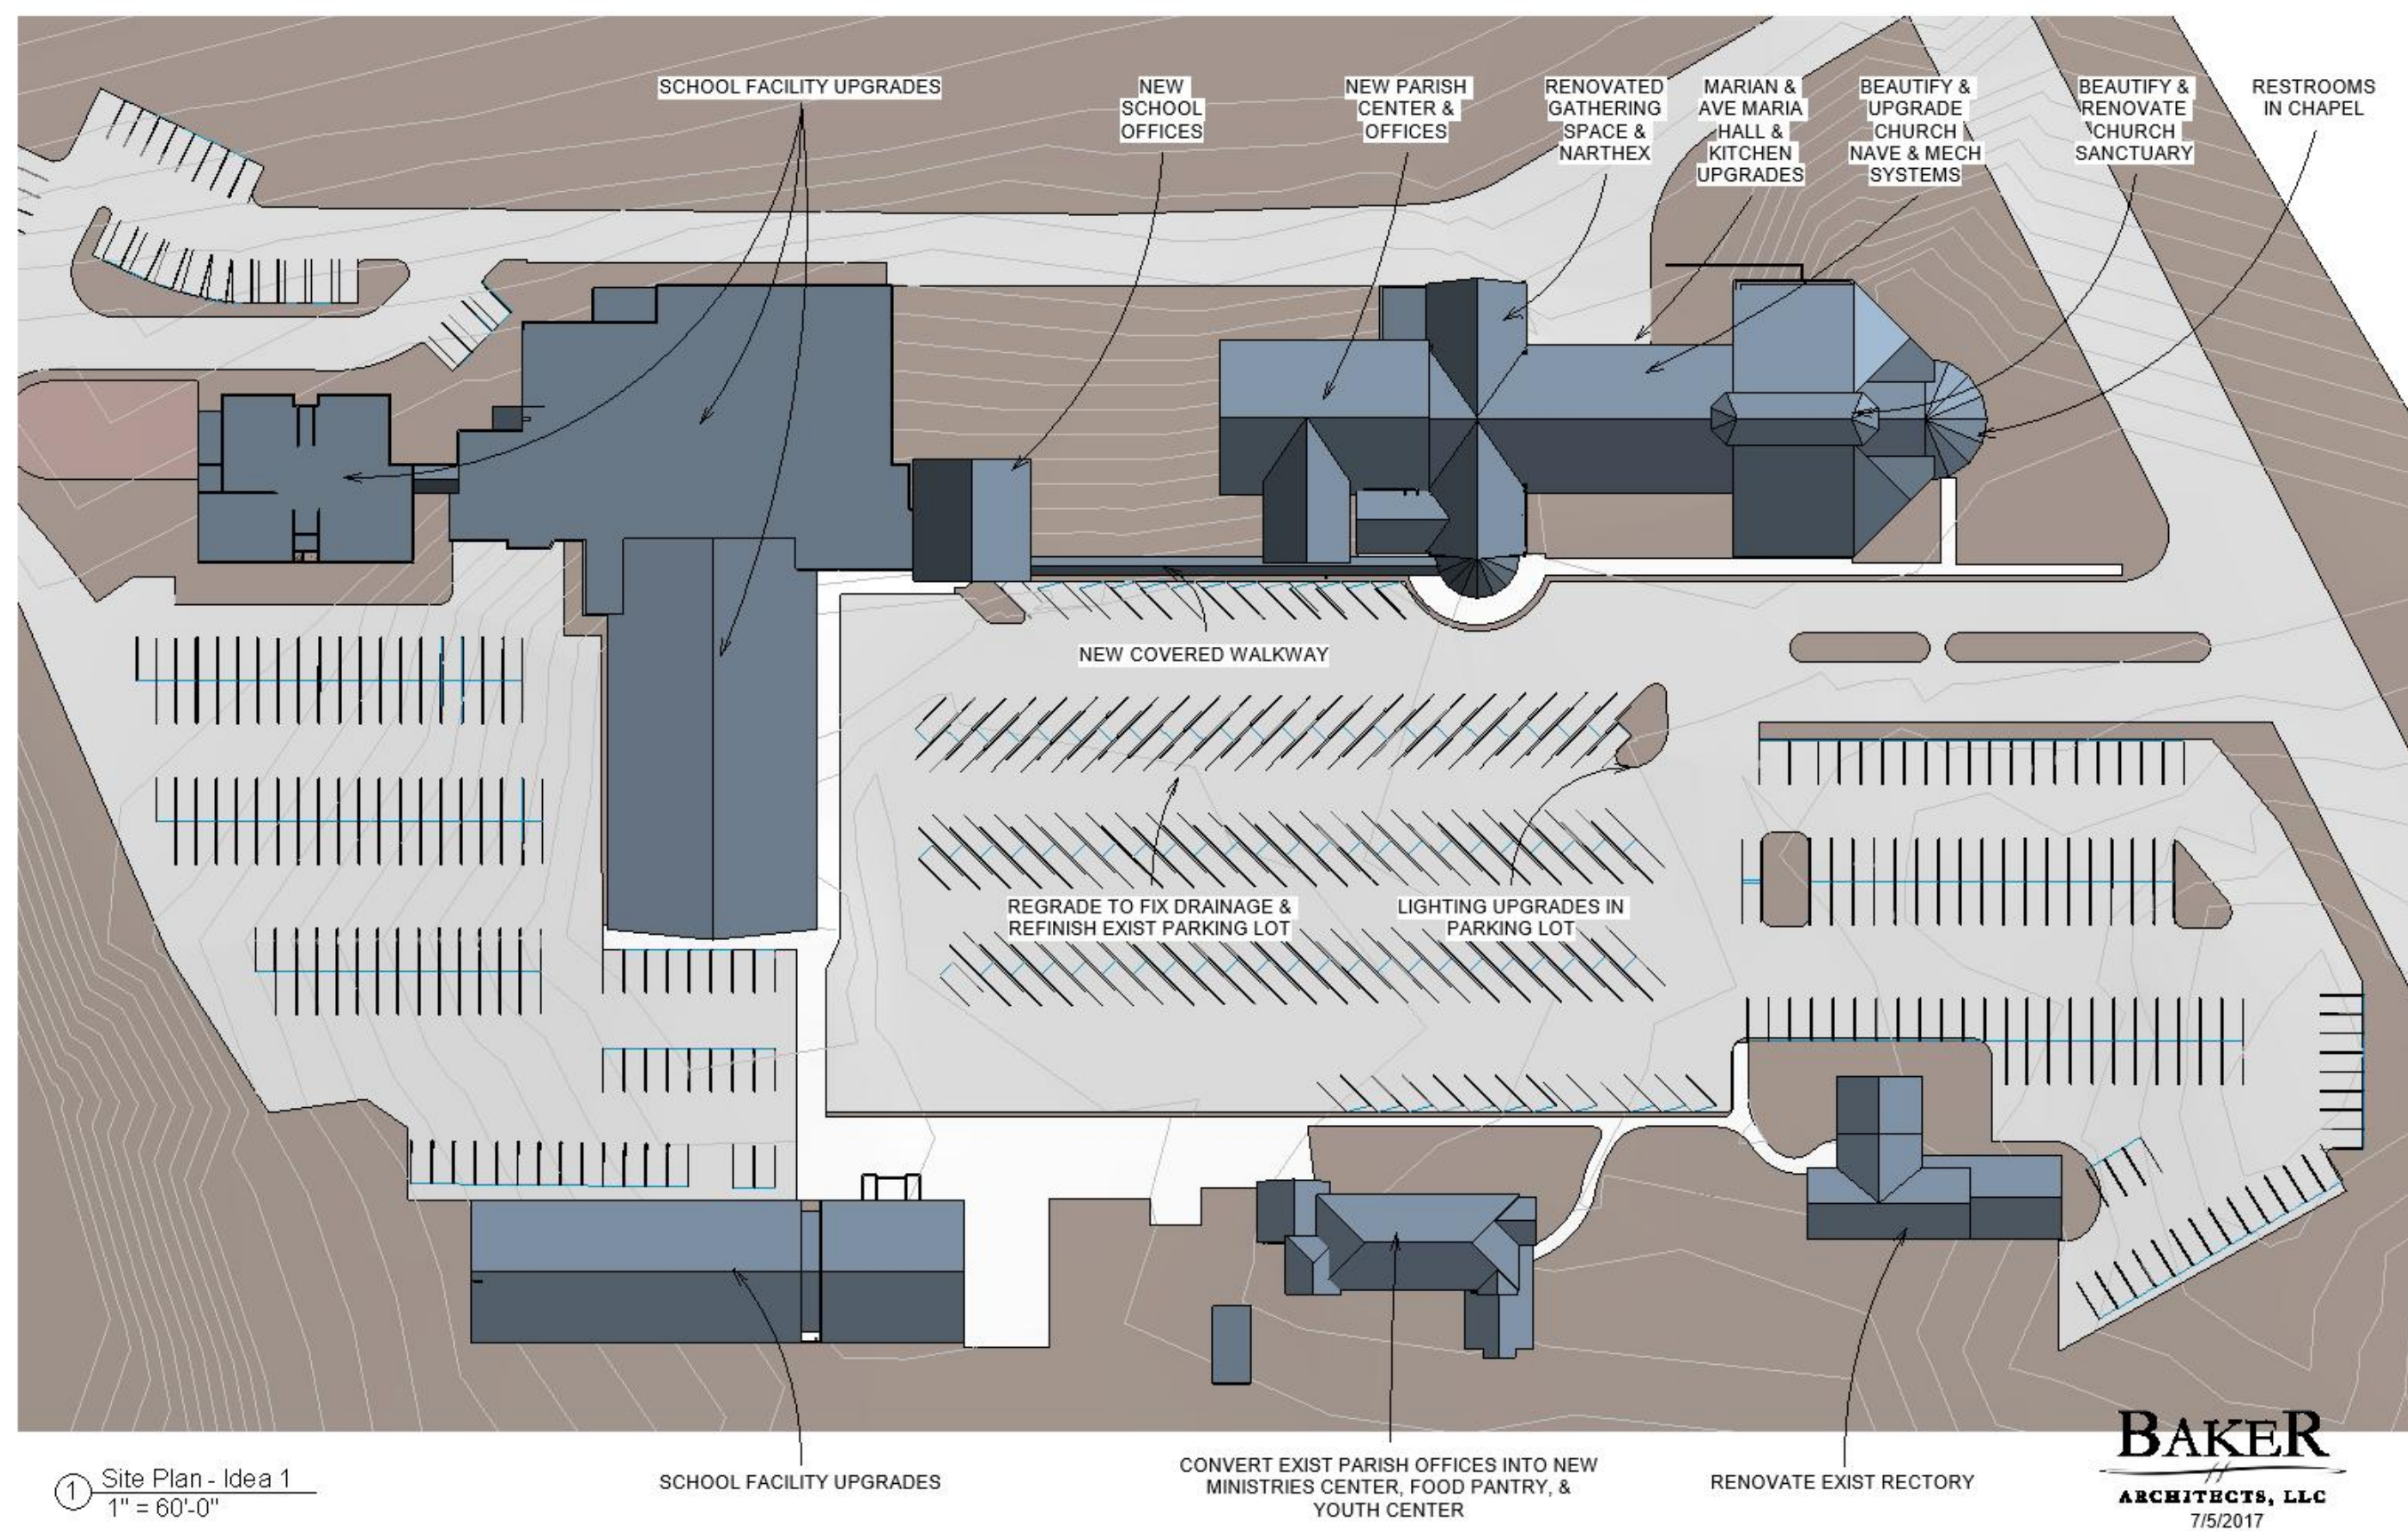 SCHOOL FACILITY UPGRADES
NEW
SCHOOL
OFFICES
NEW PARISH
CENTER &
OFFICES
RENOVATED
GATHERING
SPACE &
NARTHEX
MARIAN &
AVE MARIA
HALL &
KITCHEN
UPGRADES
BEAUTIFY &
UPGRADE
CHURCH
NAVE & MECH
SYSTEMS
BEAUTIFY &
RENOVATE
CHURCH
SANCTUARY
RESTROOMS
IN CHAPEL
NEW COVERED WALKWAY
REGRADE TO FIX DRAINAGE &
REFINISH EXIST PARKING LOT
LIGHTING UPGRADES IN
PARKING LOT
1 Site Plan - Idea 1
1" = 60'-0"
SCHOOL FACILITY UPGRADES
CONVERT EXIST PARISH OFFICES INTO NEW
MINISTRIES CENTER, FOOD PANTRY, &
YOUTH CENTER
RENOVATE EXIST RECTORY
BAKER
ARCHITECTS, LLC
7/5/2017